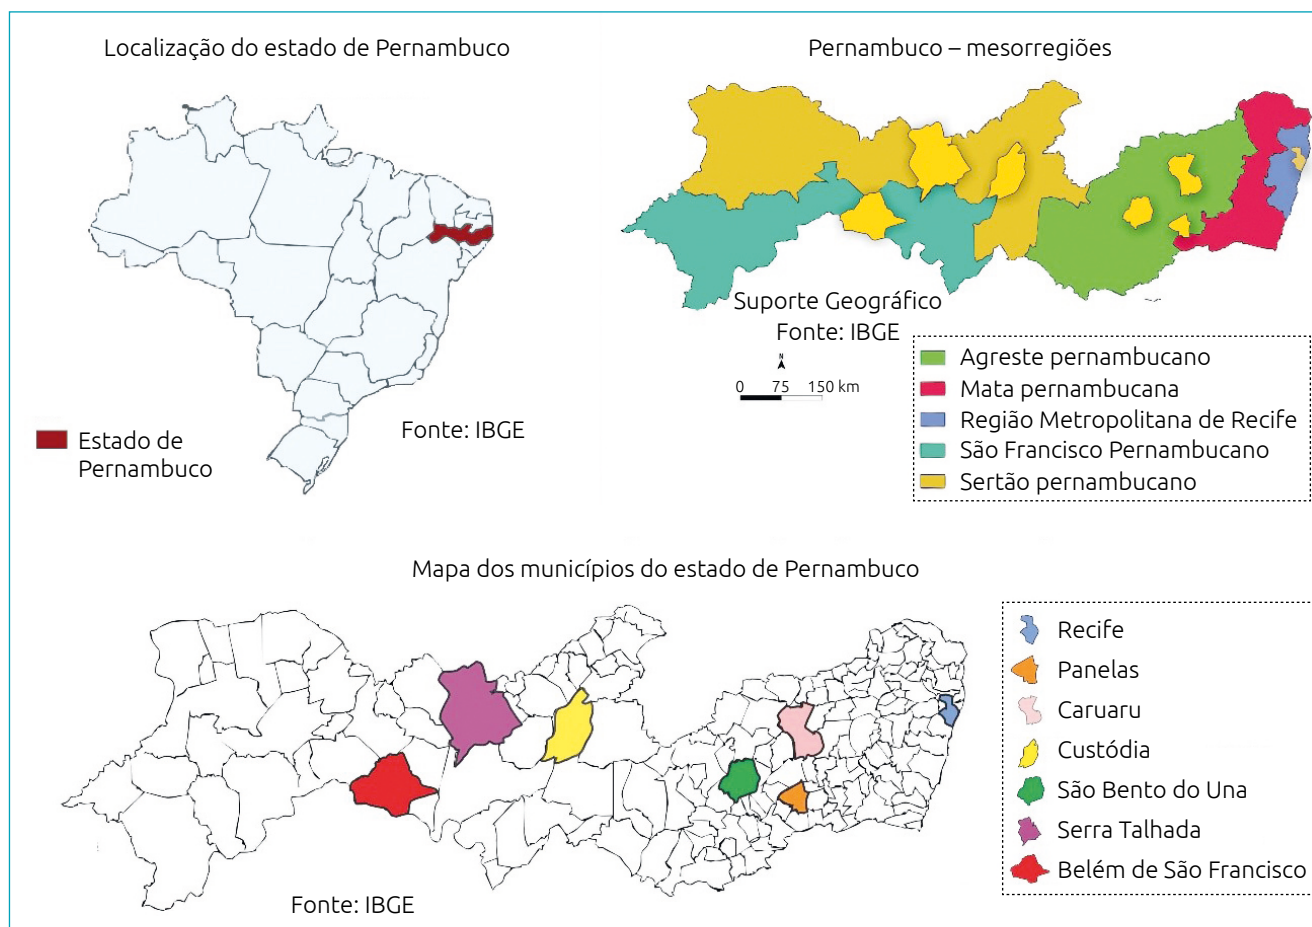 Localização do estado de Pernambuco
Estado de
Pernambuco
Fonte: IBGE
Pernambuco – mesorregiões
Suporte Geográfico
Fonte: IBGE
N
0 75 150 km
Agreste pernambucano
Mata pernambucana
Região Metropolitana de Recife
São Francisco Pernambucano
Sertão pernambucano
Mapa dos municípios do estado de Pernambuco
Recife
Panelas
Caruaru
Custódia
São Bento do Una
Serra Talhada
Belém de São Francisco
Fonte: IBGE